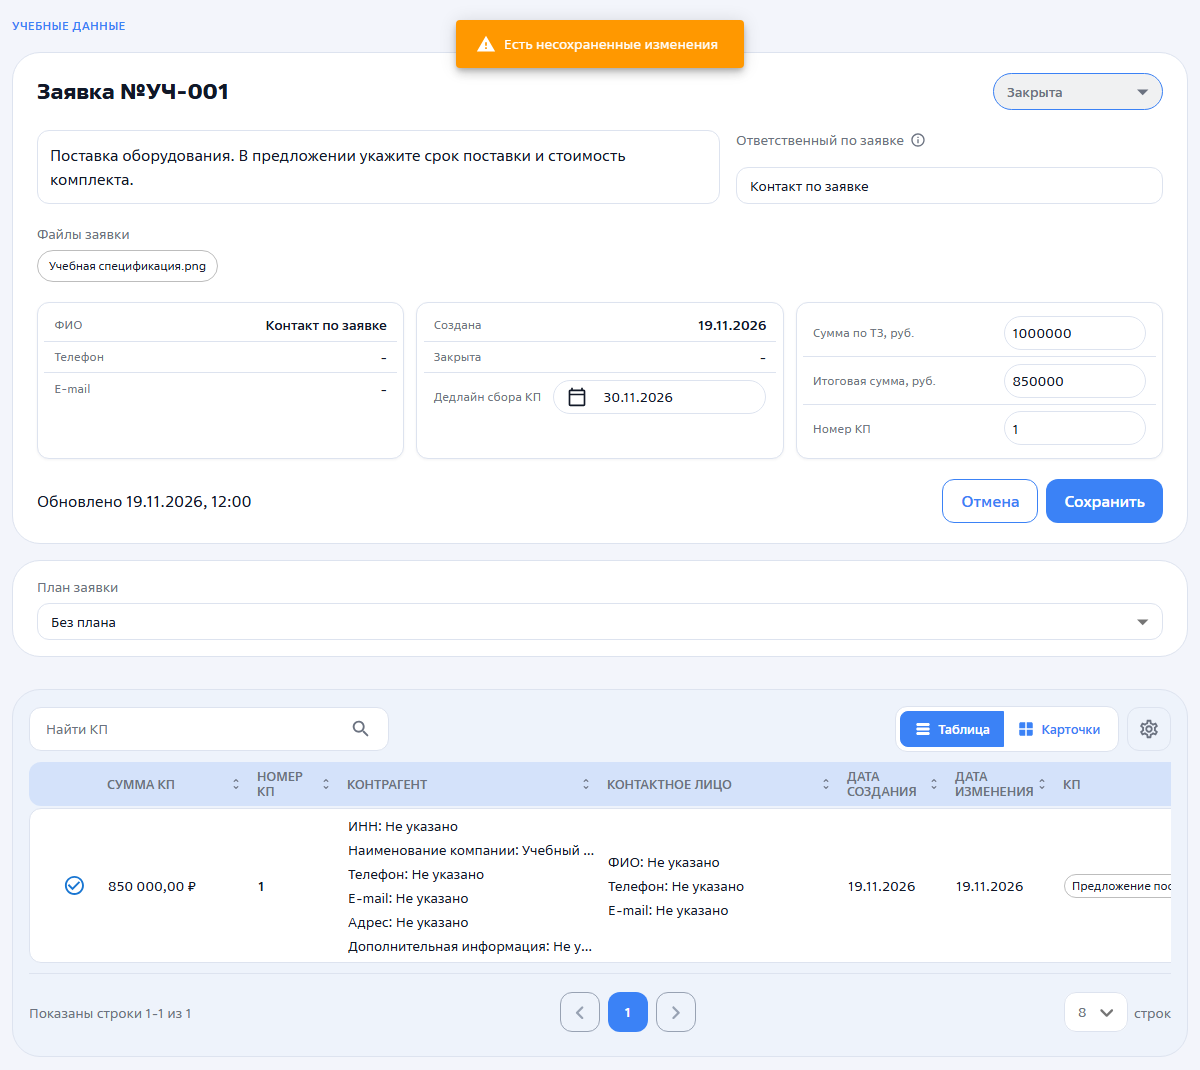 УЧЕБНЫЕ ДАННЫЕ
Есть несохраненные изменения
Заявка №УЧ-001
Закрыта
Поставка оборудования. В предложении укажите срок поставки и стоимость
комплекта.
Ответственный по заявке
Контакт по заявке
Файлы заявки
Учебная спецификация.png
ФИО Контакт по заявке
Телефон -
E-mail -
Создана 19.11.2026
Закрыта -
Дедлайн сбора КП 30.11.2026
Сумма по ТЗ, руб. 1000000
Итоговая сумма, руб. 850000
Номер КП 1
Обновлено 19.11.2026, 12:00
Отмена
Сохранить
План заявки
Без плана
Найти КП
Таблица
Карточки
СУММА КП
НОМЕР
КП
КОНТРАГЕНТ
КОНТАКТНОЕ ЛИЦО
ДАТА
СОЗДАНИЯ
ДАТА
ИЗМЕНЕНИЯ
КП
850 000,00 ₽
1
ИНН: Не указано
Наименование компании: Учебный ...
Телефон: Не указано
E-mail: Не указано
Адрес: Не указано
Дополнительная информация: Не у...
ФИО: Не указано
Телефон: Не указано
E-mail: Не указано
19.11.2026
19.11.2026
Предложение пос
Показаны строки 1-1 из 1
1
8
строк